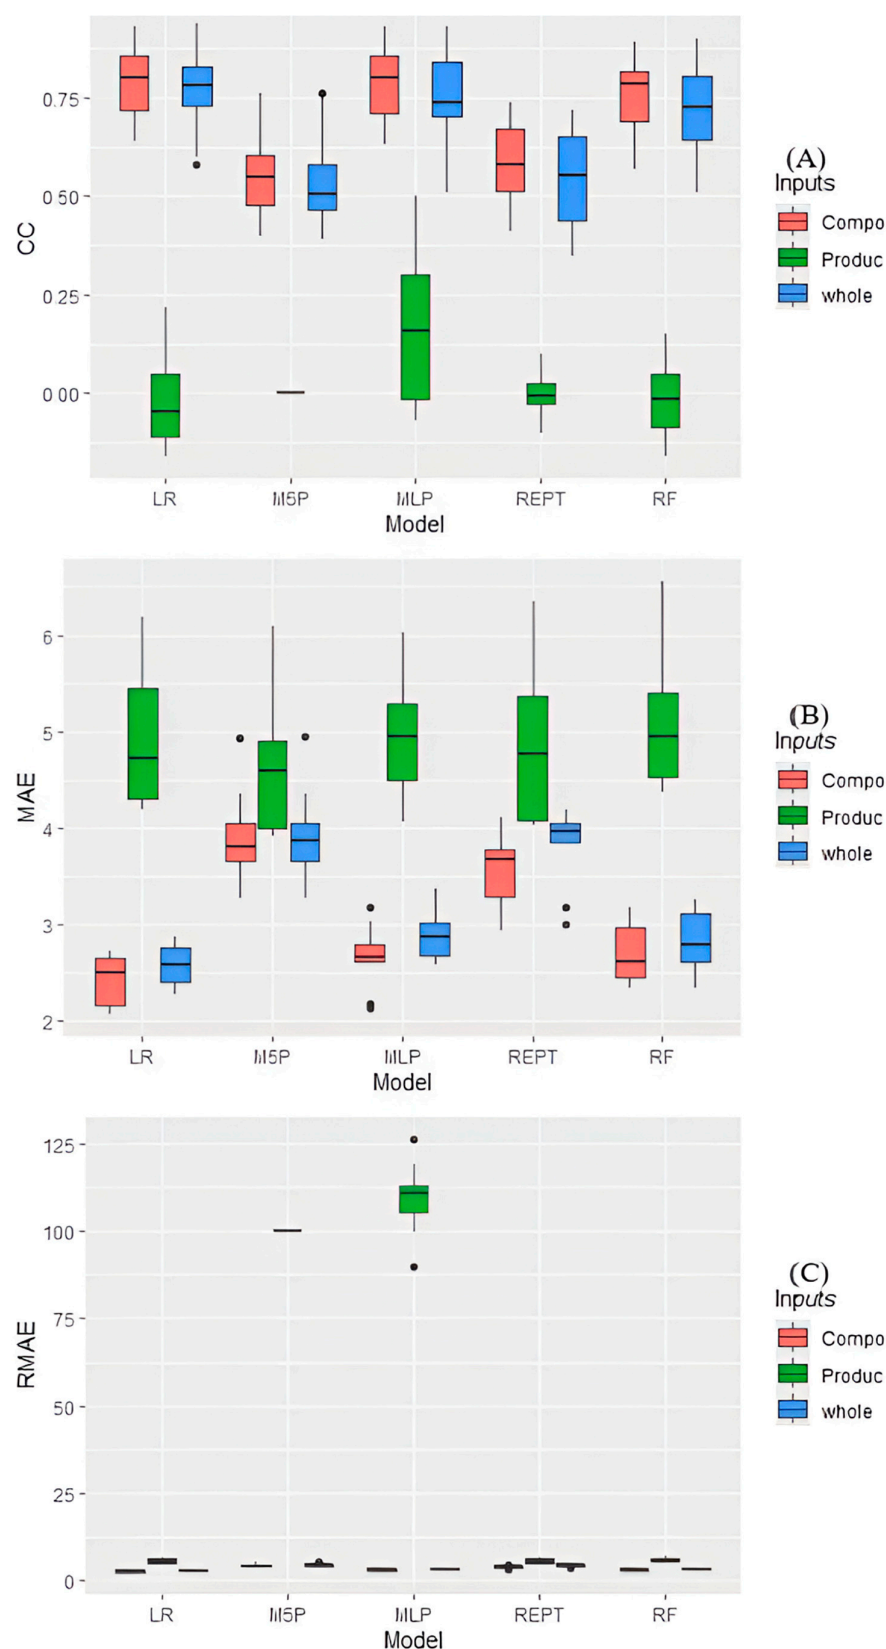 CC
0.75
0.50
0.25
0.00
LR M5P MLP REPT RF
Model
(A)
Inputs
Compo
Produc
whole
MAE
6
5
4
3
2
LR M5P MLP REPT RF
Model
(B)
Inputs
Compo
Produc
whole
RMAE
125
100
75
50
25
0
LR M5P MLP REPT RF
Model
(C)
Inputs
Compo
Produc
whole